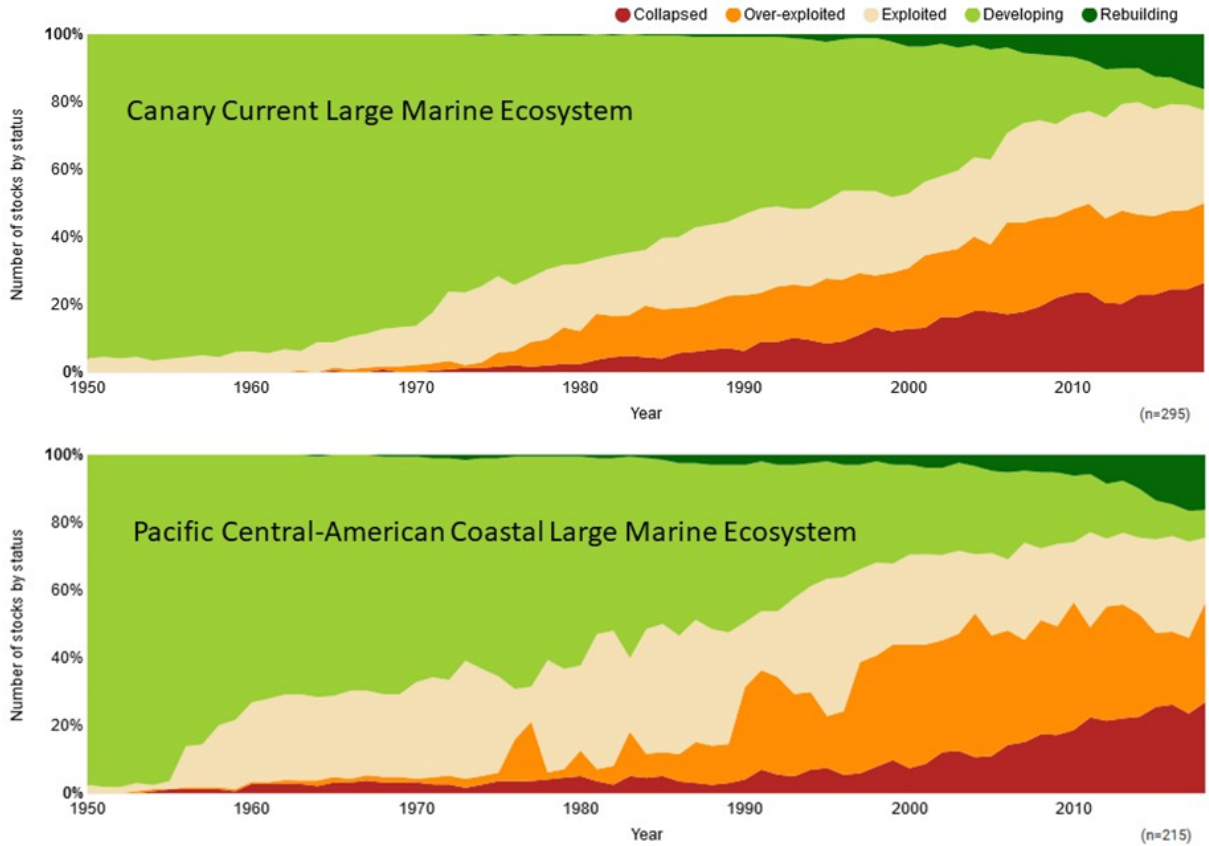 Collapsed Over-exploited Exploited Developing Rebuilding
Number of stocks by status
100%
80%
60%
40%
20%
0%
Canary Current Large Marine Ecosystem
1950 1960 1970 1980 1990 2000 2010
Year
(n=295)
Number of stocks by status
100%
80%
60%
40%
20%
0%
Pacific Central-American Coastal Large Marine Ecosystem
1950 1960 1970 1980 1990 2000 2010
Year
(n=215)